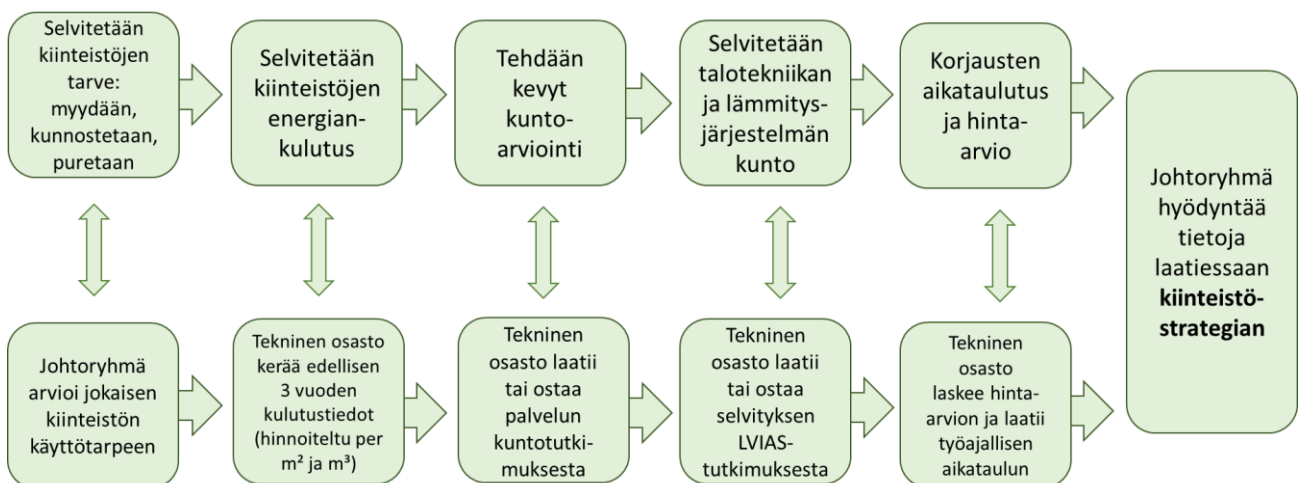 Selvitetään
kiinteistöjen
tarve:
myydään,
kunnostetaan,
puretaan
Selvitetään
kiinteistöjen
energian-
kulutus
Tehdään
kevyt
kunto-
arviointi
Selvitetään
talotekniikan
ja lämmitys-
järjestelmän
kunto
Korjausten
aikataulutus
ja hinta-
arvio
Johtoryhmä
hyödyntää
tietoja
laatiessaan
kiinteistö-
strategian
Johtoryhmä
arvioi jokaisen
kiinteistön
käyttötarpeen
Tekninen osasto
kerää edellisen
3 vuoden
kulutustiedot
(hinnoiteltu per
m² ja m³)
Tekninen
osasto laatii
tai ostaa
palvelun
kuntotutki-
muksesta
Tekninen
osasto laatii
tai ostaa
selvityksen
LVIAS-
tutkimuksesta
Tekninen
osasto
laskee hinta-
arvion ja laatii
työajallisen
aikataulun